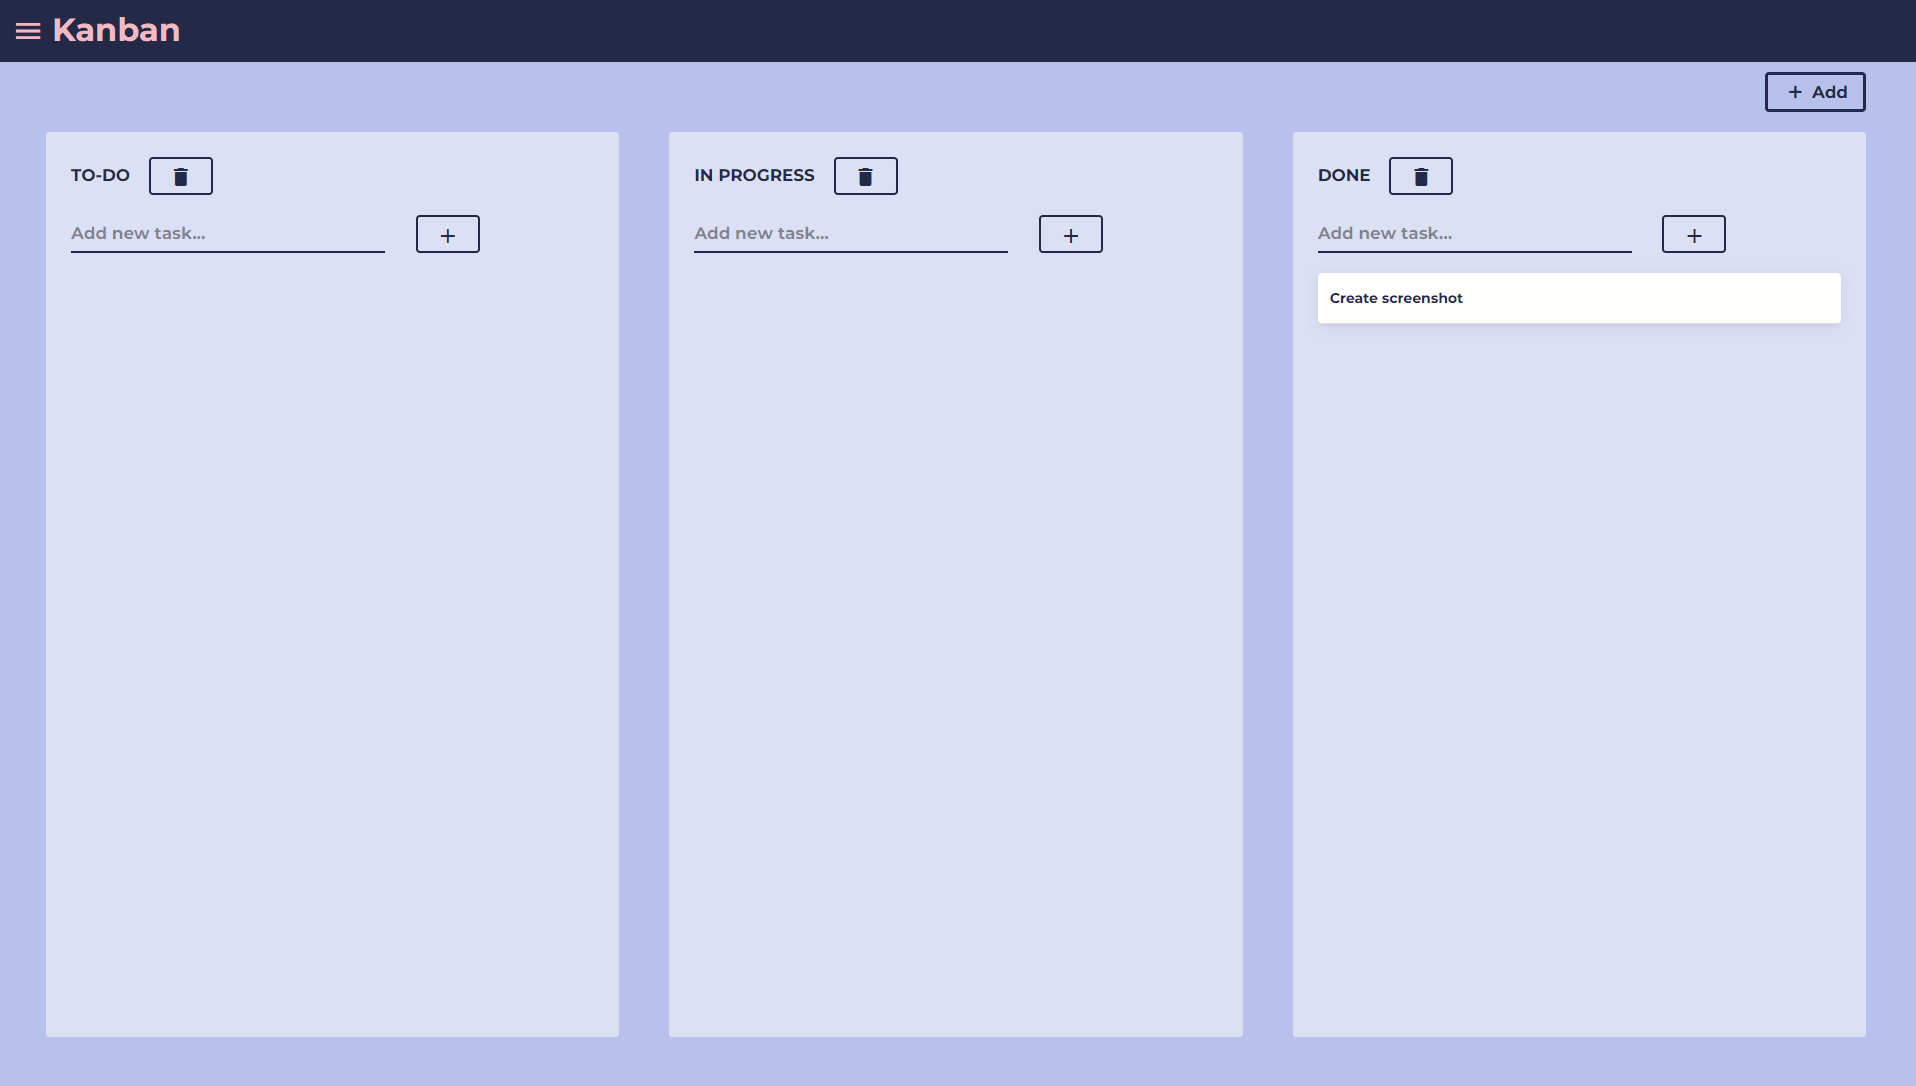 Kanban
Add
TO-DO
Add new task...
IN PROGRESS
Add new task...
DONE
Add new task...
Create screenshot